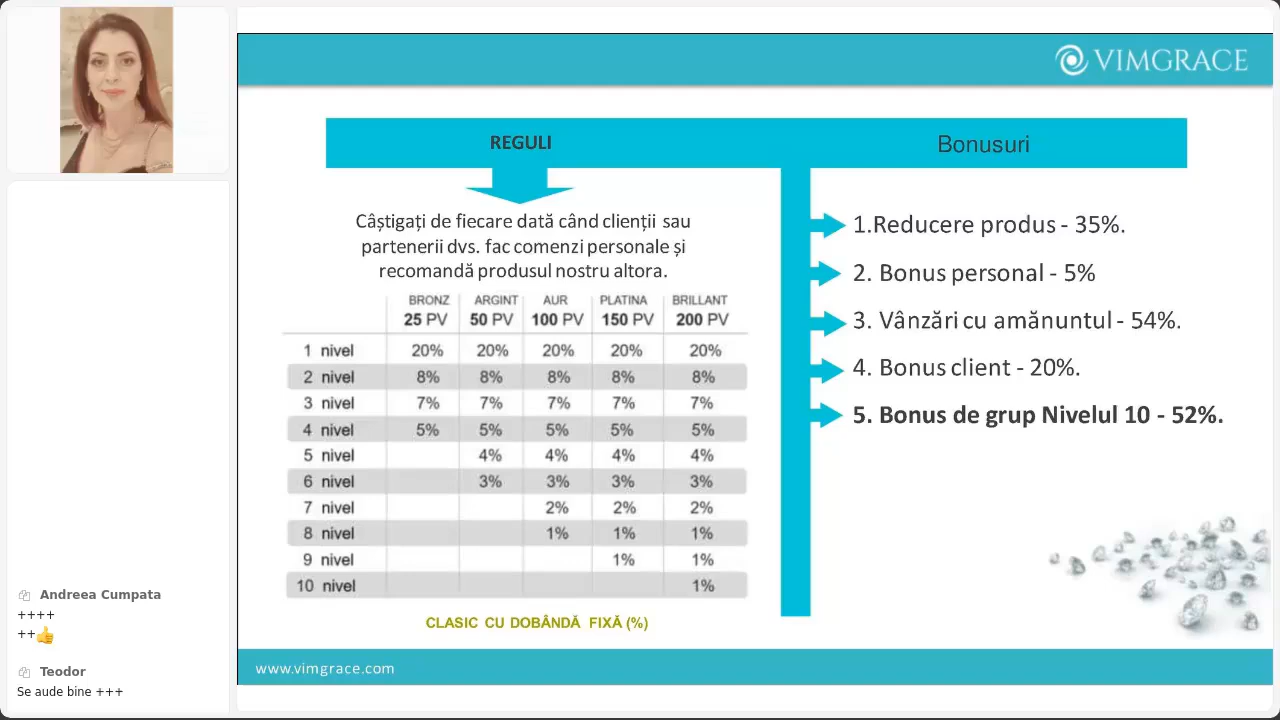 VIMGRACE
REGULI
Bonusuri
Câștigați de fiecare dată când clienții sau
partenerii dvs. fac comenzi personale și
recomandă produsul nostru altora.
BRONZ ARGINT AUR PLATINA BRILLANT
25 PV 50 PV 100 PV 150 PV 200 PV
1 nivel 20% 20% 20% 20% 20%
2 nivel 8% 8% 8% 8% 8%
3 nivel 7% 7% 7% 7% 7%
4 nivel 5% 5% 5% 5% 5%
5 nivel 4% 4% 4% 4%
6 nivel 3% 3% 3% 3%
7 nivel 2% 2% 2%
8 nivel 1% 1% 1%
9 nivel 1% 1%
10 nivel 1%
CLASIC CU DOBÂNDĂ FIXĂ (%)
1.Reducere produs - 35%.
2. Bonus personal - 5%
3. Vânzări cu amănuntul - 54%.
4. Bonus client - 20%.
5. Bonus de grup Nivelul 10 - 52%.
www.vimgrace.com
Andreea Cumpata
++++
++👍
Teodor
Se aude bine +++